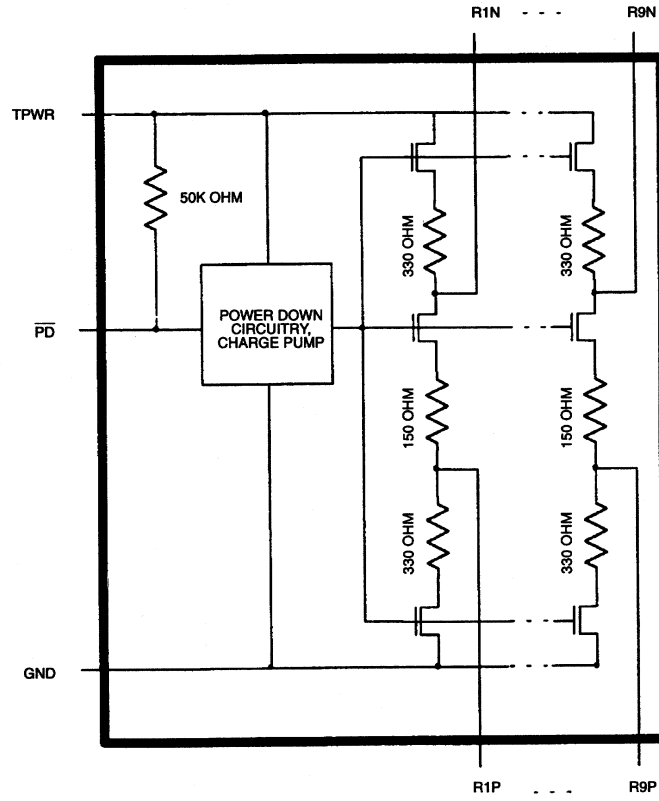 R1N - - - R9N
TPWR
50K OHM
330 OHM
330 OHM
PD
POWER DOWN
CIRCUITRY,
CHARGE PUMP
150 OHM
150 OHM
330 OHM
330 OHM
GND
R1P - - - R9P